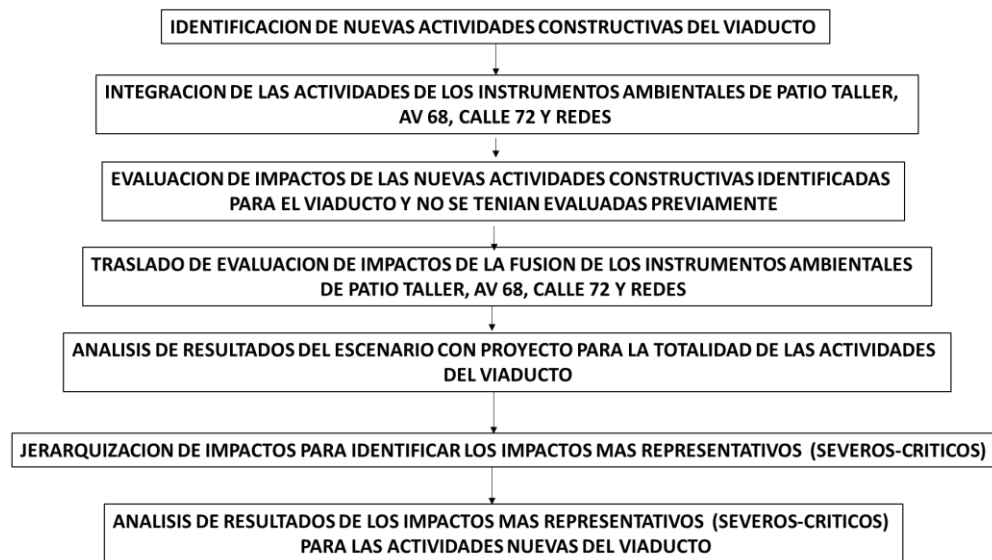 IDENTIFICACION DE NUEVAS ACTIVIDADES CONSTRUCTIVAS DEL VIADUCTO
INTEGRACION DE LAS ACTIVIDADES DE LOS INSTRUMENTOS AMBIENTALES DE PATIO TALLER,
AV 68, CALLE 72 Y REDES
EVALUACION DE IMPACTOS DE LAS NUEVAS ACTIVIDADES CONSTRUCTIVAS IDENTIFICADAS
PARA EL VIADUCTO Y NO SE TENIAN EVALUADAS PREVIAMENTE
TRASLADO DE EVALUACION DE IMPACTOS DE LA FUSION DE LOS INSTRUMENTOS AMBIENTALES
DE PATIO TALLER, AV 68, CALLE 72 Y REDES
ANALISIS DE RESULTADOS DEL ESCENARIO CON PROYECTO PARA LA TOTALIDAD DE LAS ACTIVIDADES
DEL VIADUCTO
JERARQUIZACION DE IMPACTOS PARA IDENTIFICAR LOS IMPACTOS MAS REPRESENTATIVOS (SEVEROS-CRITICOS)
ANALISIS DE RESULTADOS DE LOS IMPACTOS MAS REPRESENTATIVOS (SEVEROS-CRITICOS)
PARA LAS ACTIVIDADES NUEVAS DEL VIADUCTO